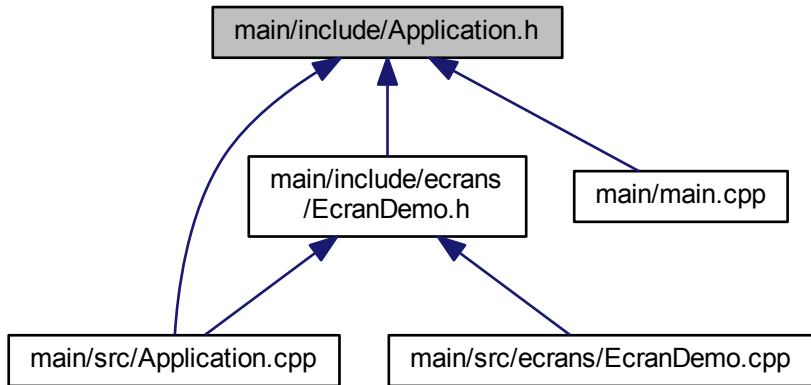 main/include/Application.h
main/include/ecrans
/EcranDemo.h
main/main.cpp
main/src/Application.cpp
main/src/ecrans/EcranDemo.cpp